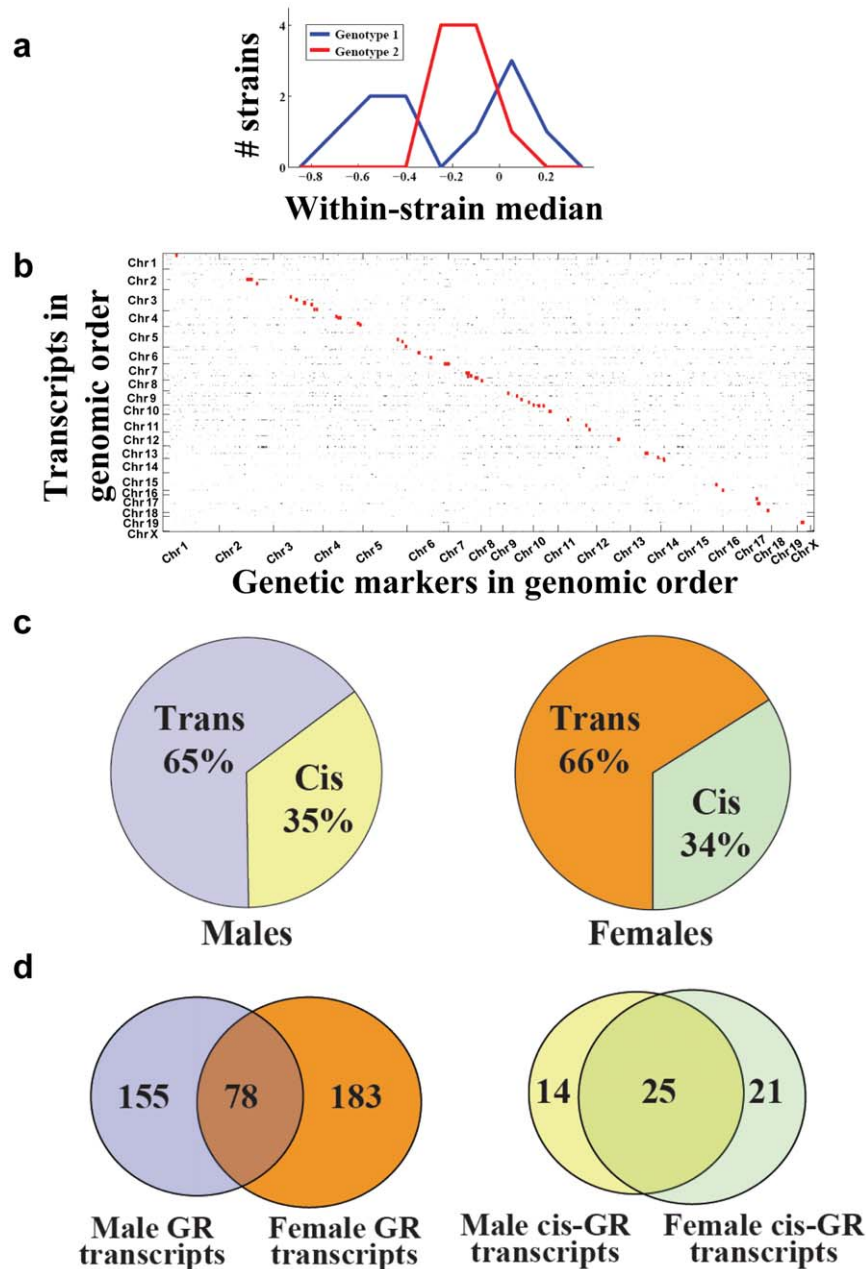 a
# strains
4
2
0
Genotype 1
Genotype 2
−0.8
−0.6
−0.4
−0.2
0
0.2
Within-strain median
b
Transcripts in
genomic order
Chr1
Chr2
Chr3
Chr4
Chr5
Chr6
Chr7
Chr8
Chr9
Chr10
Chr11
Chr12
Chr13
Chr14
Chr15
Chr16
Chr17
Chr18
Chr19
ChrX
Chr1
Chr2
Chr3
Chr4
Chr5
Chr6
Chr7
Chr8
Chr9
Chr10
Chr11
Chr12
Chr13
Chr14
Chr15
Chr16
Chr17
Chr18
Chr19
ChrX
Genetic markers in genomic order
c
Trans
65%
Cis
35%
Males
Trans
66%
Cis
34%
Females
d
155
78
183
Male GR
transcripts
Female GR
transcripts
14
25
21
Male cis-GR
transcripts
Female cis-GR
transcripts